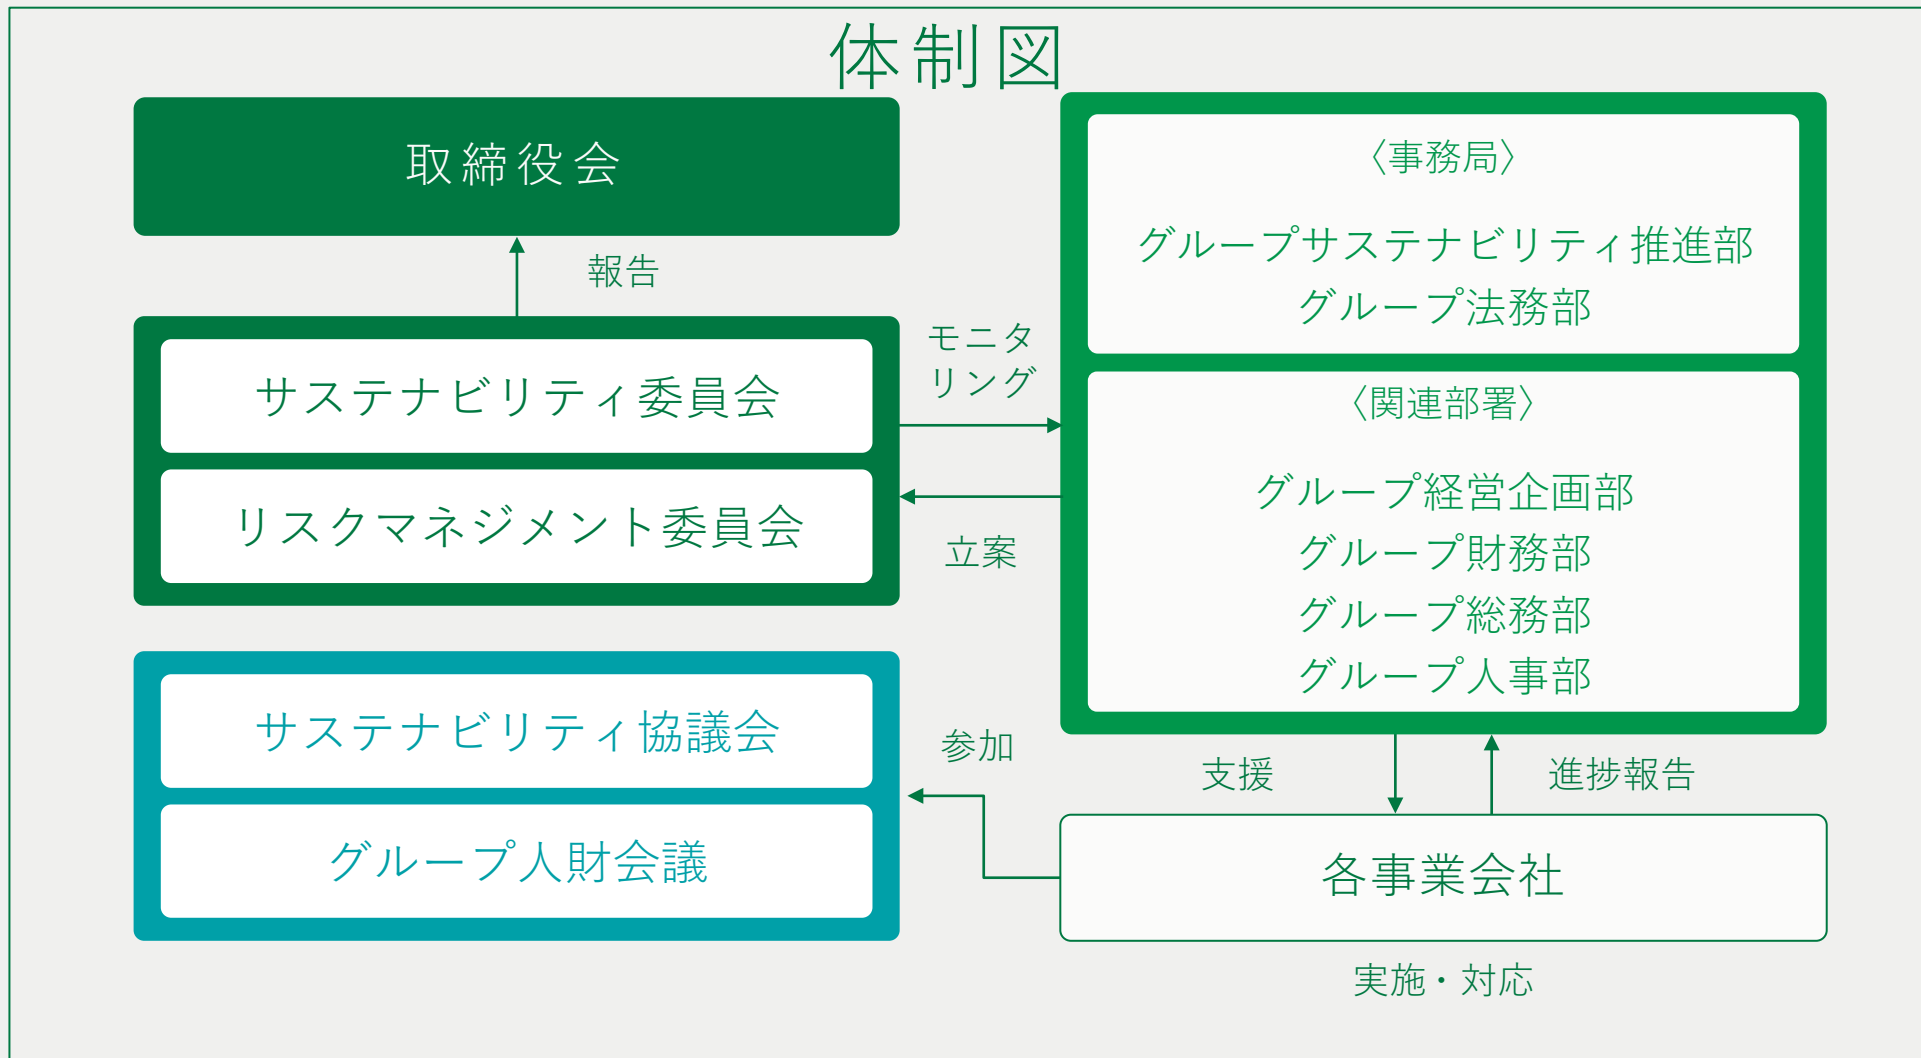 体制図
取締役会
報告
サステナビリティ委員会
リスクマネジメント委員会
モニタ
リング
立案
〈事務局〉
グループサステナビリティ推進部
グループ法務部
〈関連部署〉
グループ経営企画部
グループ財務部
グループ総務部
グループ人事部
サステナビリティ協議会
グループ人財会議
参加
支援
進捗報告
各事業会社
実施・対応